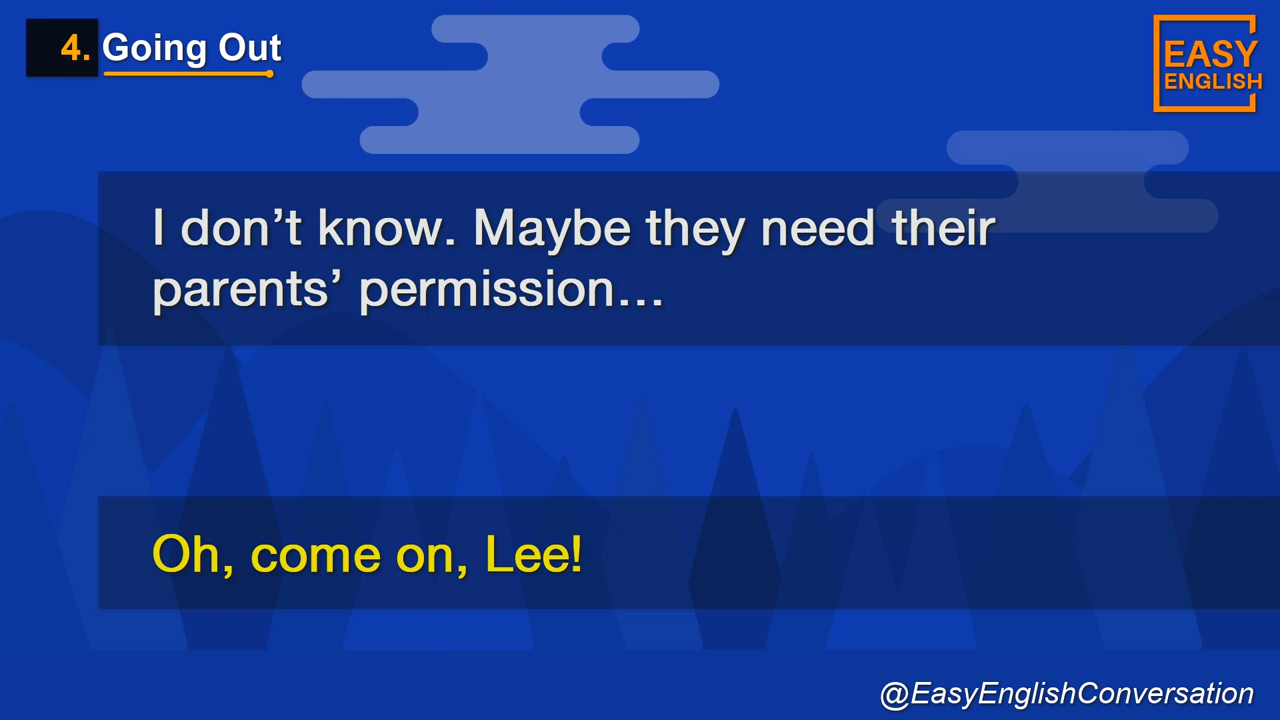 4. Going Out
EASY
ENGLISH
I don’t know. Maybe they need their
parents’ permission…
Oh, come on, Lee!
@EasyEnglishConversation